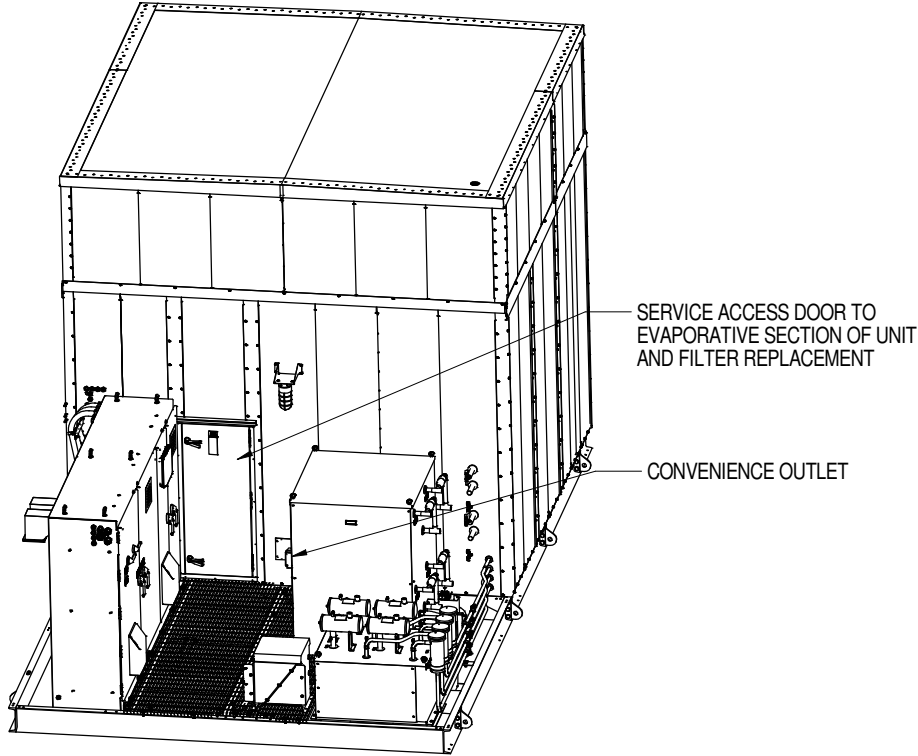 SERVICE ACCESS DOOR TO
EVAPORATIVE SECTION OF UNIT
AND FILTER REPLACEMENT
CONVENIENCE OUTLET